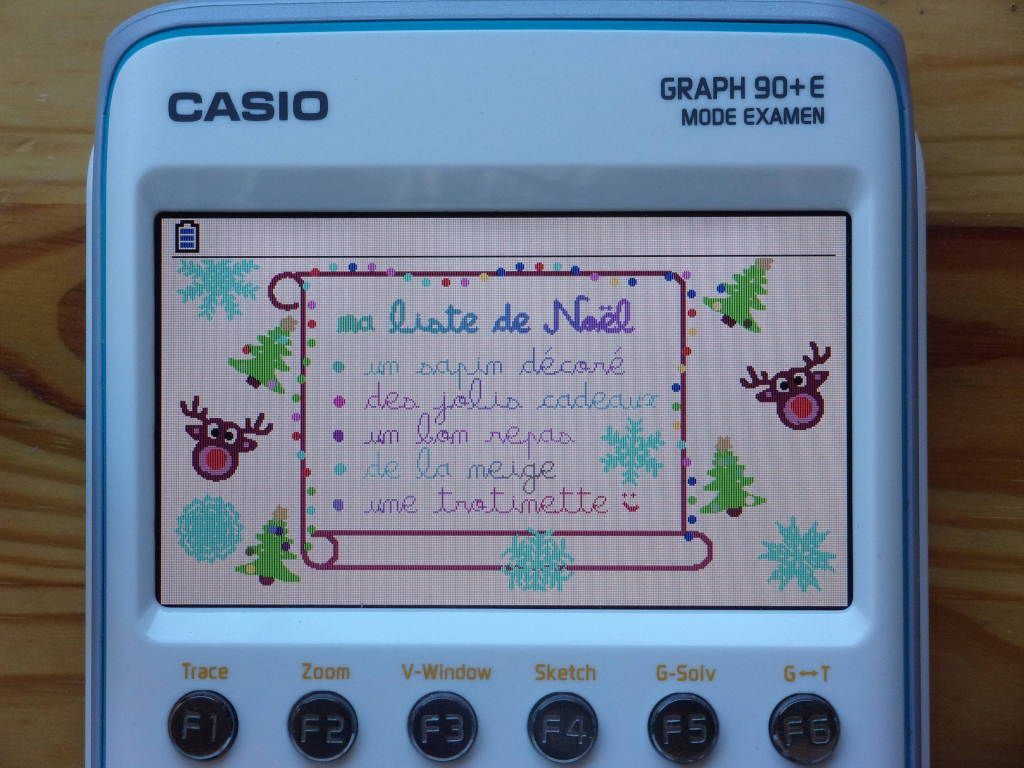 CASIO
GRAPH 90+E
MODE EXAMEN
ma liste de Noël
un sapin décoré
des jolis cadeaux
un bon repas
de la neige
une trotinette :)
Trace Zoom V-Window Sketch G-Solv G↔T
F1 F2 F3 F4 F5 F6